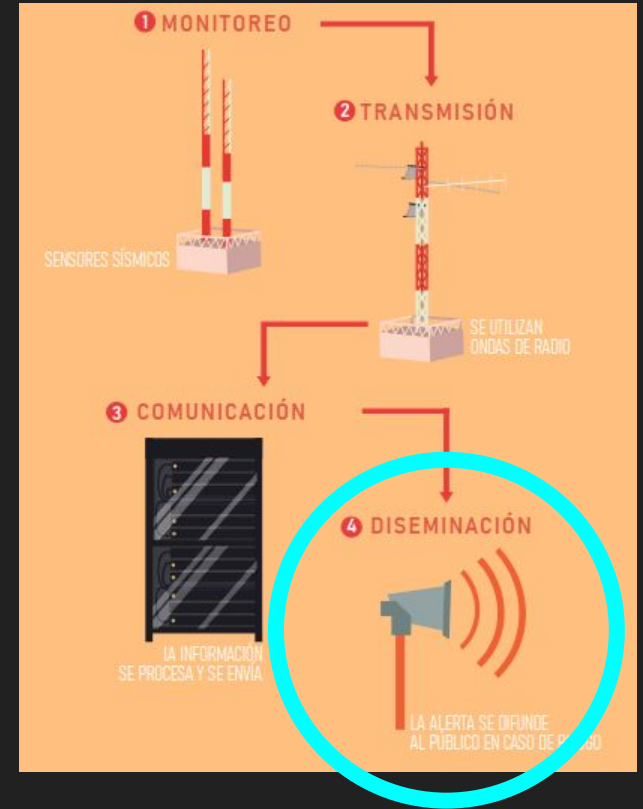 1 MONITOREO
2 TRANSMISIÓN
SENSORES SÍSMICOS
SE UTILIZAN
ONDAS DE RADIO
3 COMUNICACIÓN
4 DISEMINACIÓN
LA INFORMACIÓN
SE PROCESA Y SE ENVÍA
LA ALERTA SE DIFUNDE
AL PÚBLICO EN CASO DE